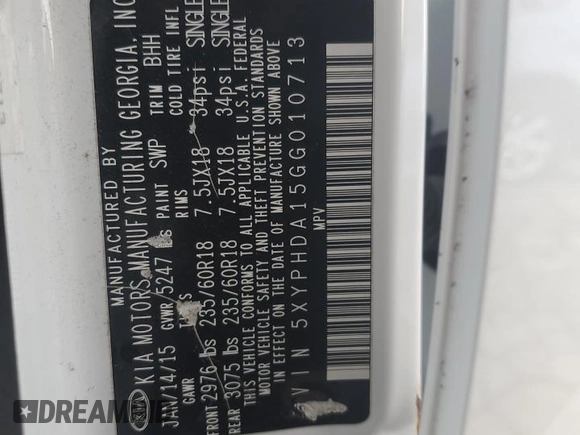 MANUFACTURED BY
KIA KIA MOTORS MANUFACTURING GEORGIA, INC
JAN/14/15 GVWR 5247 PAINT SWP TRIM BHH
GAWR RIMS COLD TIRE INFL
FRONT 2976 lbs 235/60R18 7.5JX18 34psi SINGLE
REAR 3075 lbs 235/60R18 7.5JX18 34psi SINGLE
THIS VEHICLE CONFORMS TO ALL APPLICABLE U.S.A. FEDERAL
MOTOR VEHICLE SAFETY AND THEFT PREVENTION STANDARDS
IN EFFECT ON THE DATE OF MANUFACTURE SHOWN ABOVE
VIN 5XYPHDA15GG010713
MPV
DREAM